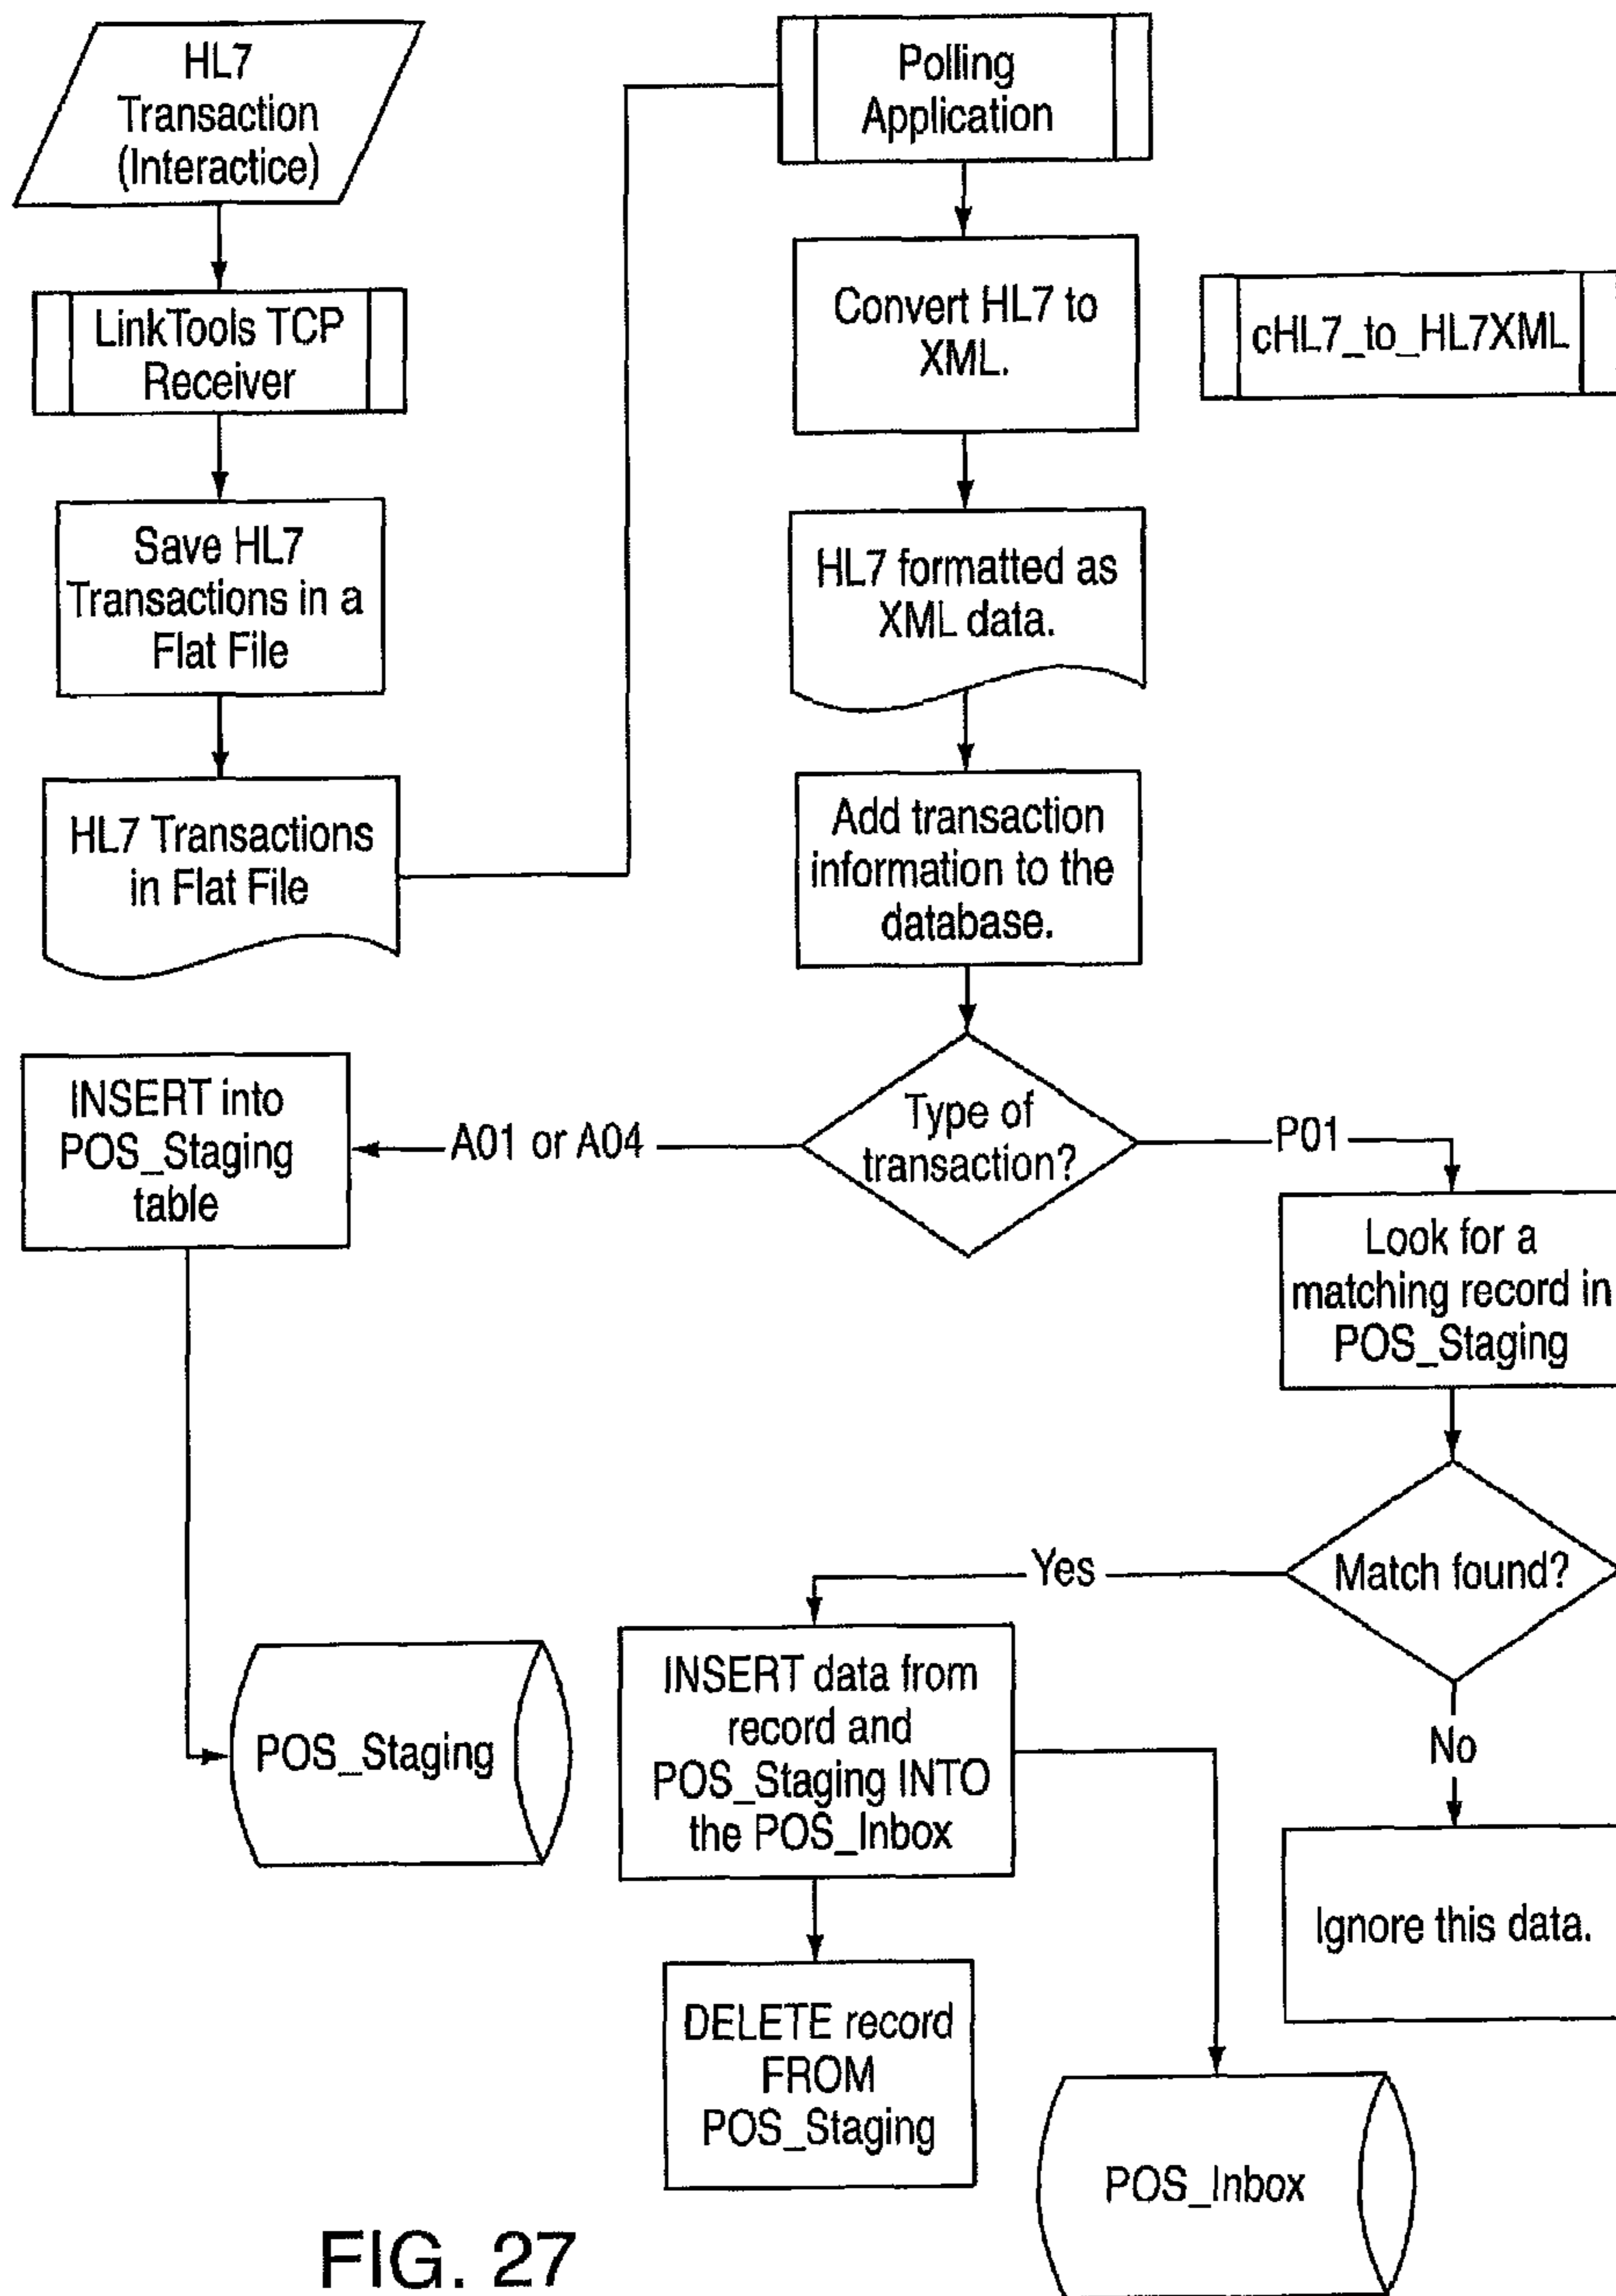 HL7
Transaction
(Interactice)
LinkTools TCP
Receiver
Save HL7
Transactions in a
Flat File
HL7 Transactions
in Flat File
Polling
Application
Convert HL7 to
XML.
cHL7_to_HL7XML
HL7 formatted as
XML data.
Add transaction
information to the
database.
Type of
transaction?
A01 or A04
INSERT into
POS_Staging
table
POS_Staging
P01
Look for a
matching record in
POS_Staging
Match found?
Yes
INSERT data from
record and
POS_Staging INTO
the POS_Inbox
DELETE record
FROM
POS_Staging
POS_Inbox
No
Ignore this data.
FIG. 27